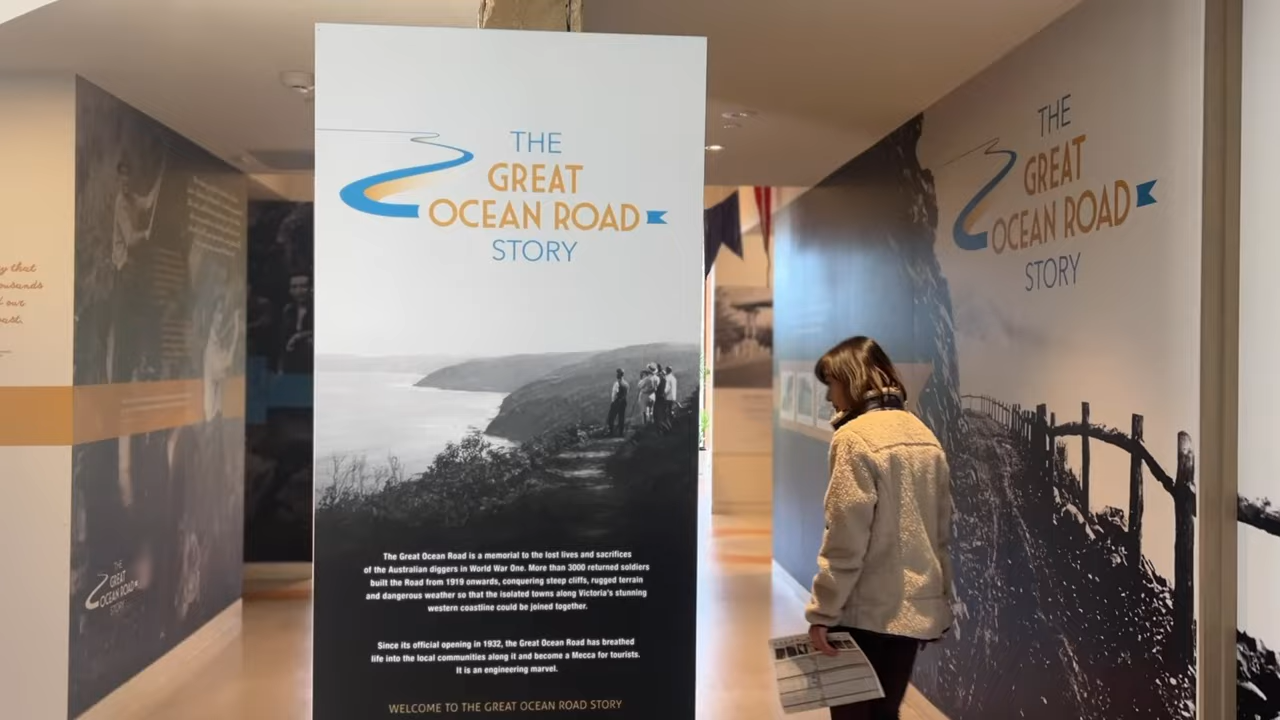 THE
GREAT
OCEAN ROAD
STORY
The Great Ocean Road is a memorial to the lost lives and sacrifices
of the Australian diggers in World War One. More than 3000 returned soldiers
built the Road from 1919 onwards, conquering steep cliffs, rugged terrain
and dangerous weather so that the isolated towns along Victoria's stunning
western coastline could be joined together.
Since its official opening in 1932, the Great Ocean Road has breathed
life into the local communities along it and become a Mecca for tourists.
It is an engineering marvel.
WELCOME TO THE GREAT OCEAN ROAD STORY
THE
GREAT
OCEAN ROAD
STORY
that
out
THE
GREAT
OCEAN ROAD
STORY